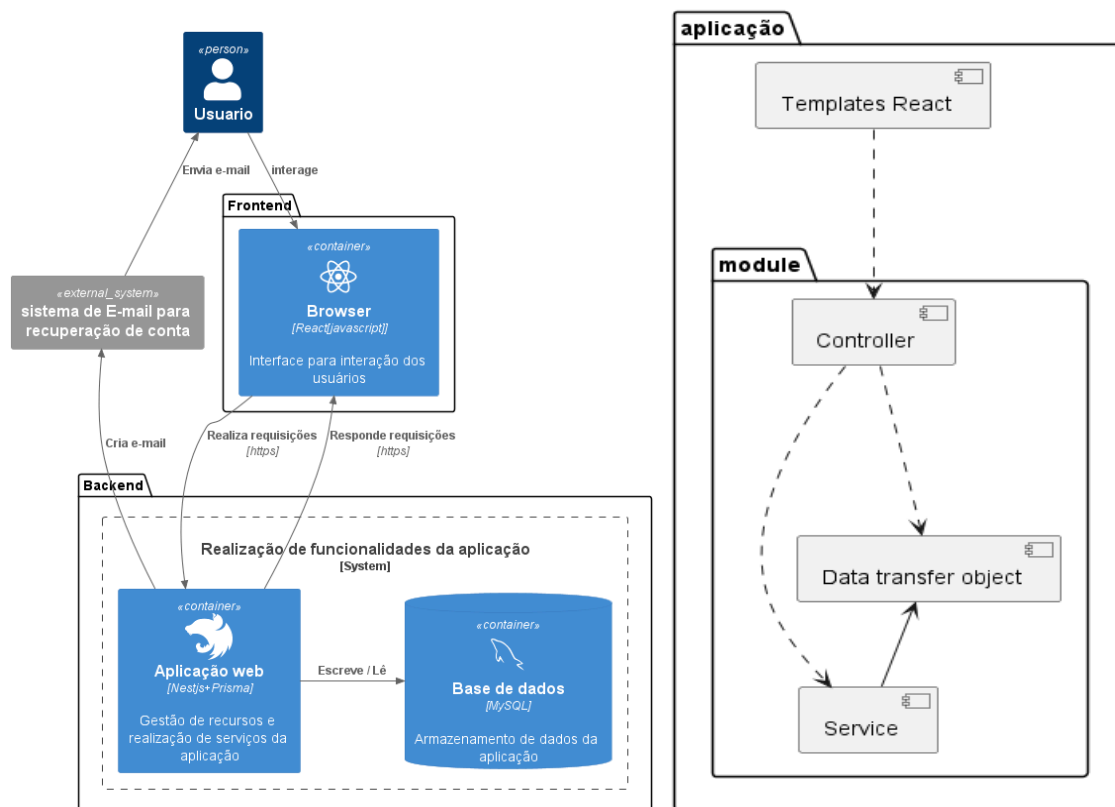 «person»
Usuario
Envia e-mail
interage
Frontend
«container»
Browser
[React[javascript]]
Interface para interação dos
usuários
«external_system»
sistema de E-mail para
recuperação de conta
Cria e-mail
Realiza requisições
[https]
Responde requisições
[https]
Backend
Realização de funcionalidades da aplicação
[System]
«container»
Aplicação web
[Nestjs+Prisma]
Gestão de recursos e
realização de serviços da
aplicação
Escreve / Lê
«container»
Base de dados
[MySQL]
Armazenamento de dados da
aplicação
aplicação
Templates React
module
Controller
Data transfer object
Service